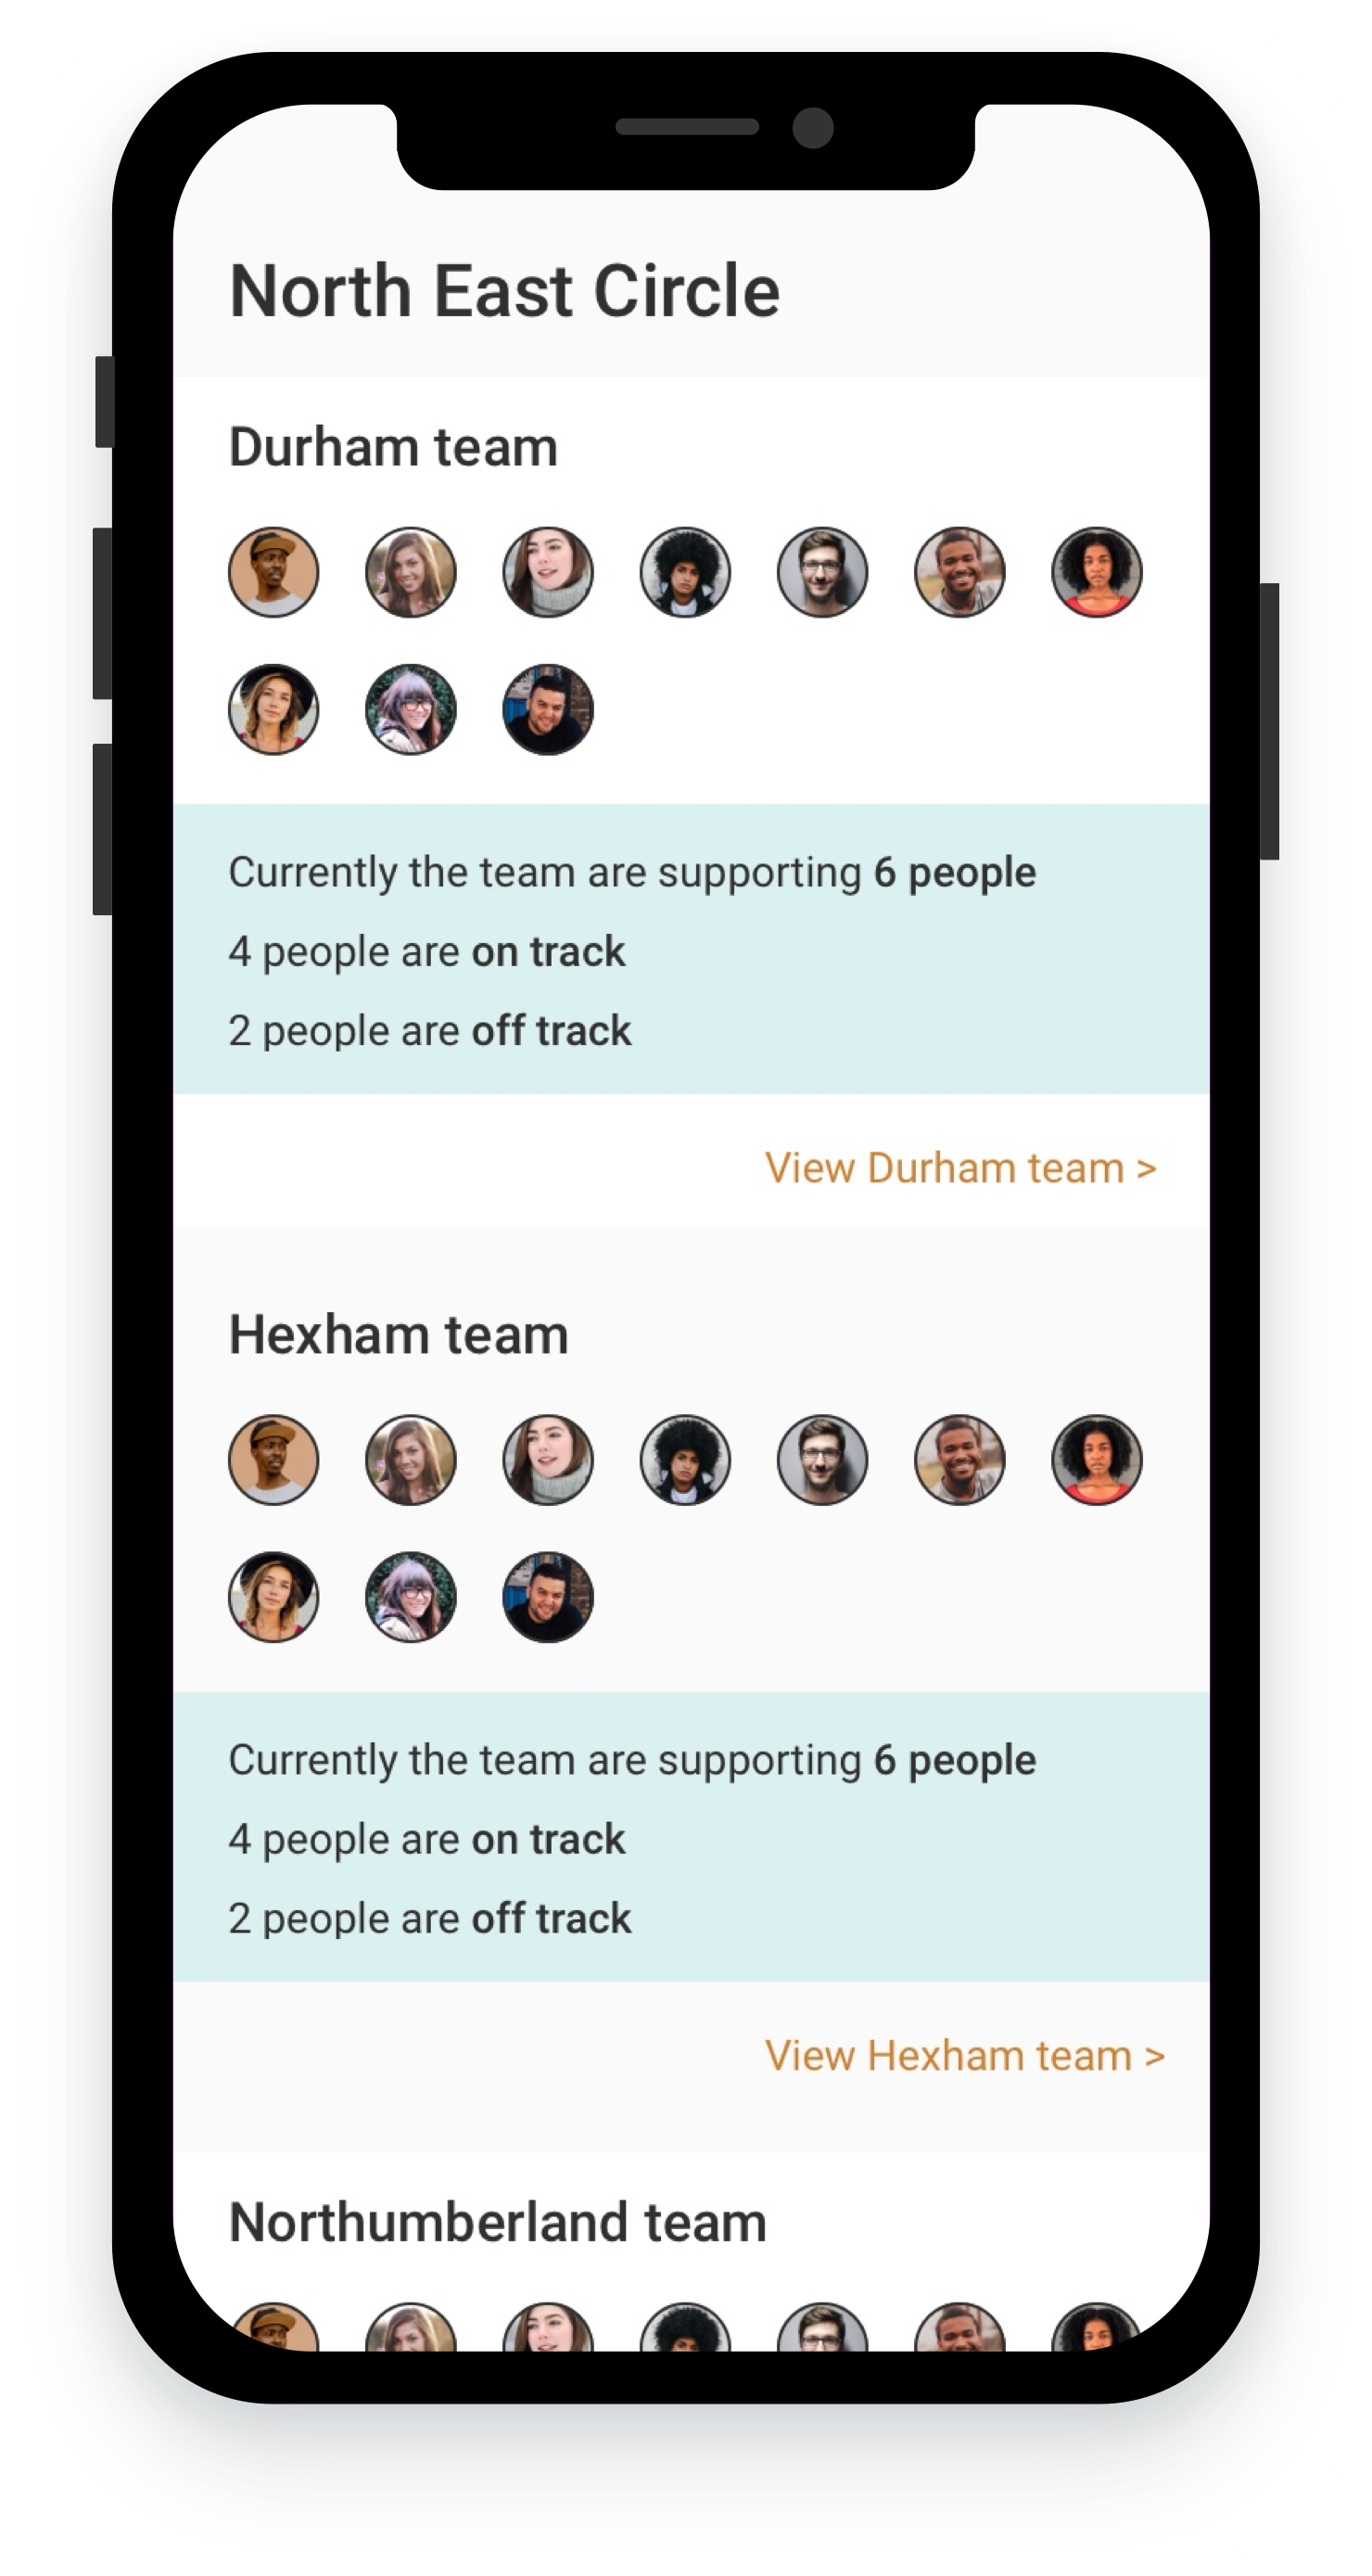 North East Circle
Durham team
Currently the team are supporting 6 people
4 people are on track
2 people are off track
View Durham team >
Hexham team
Currently the team are supporting 6 people
4 people are on track
2 people are off track
View Hexham team >
Northumberland team